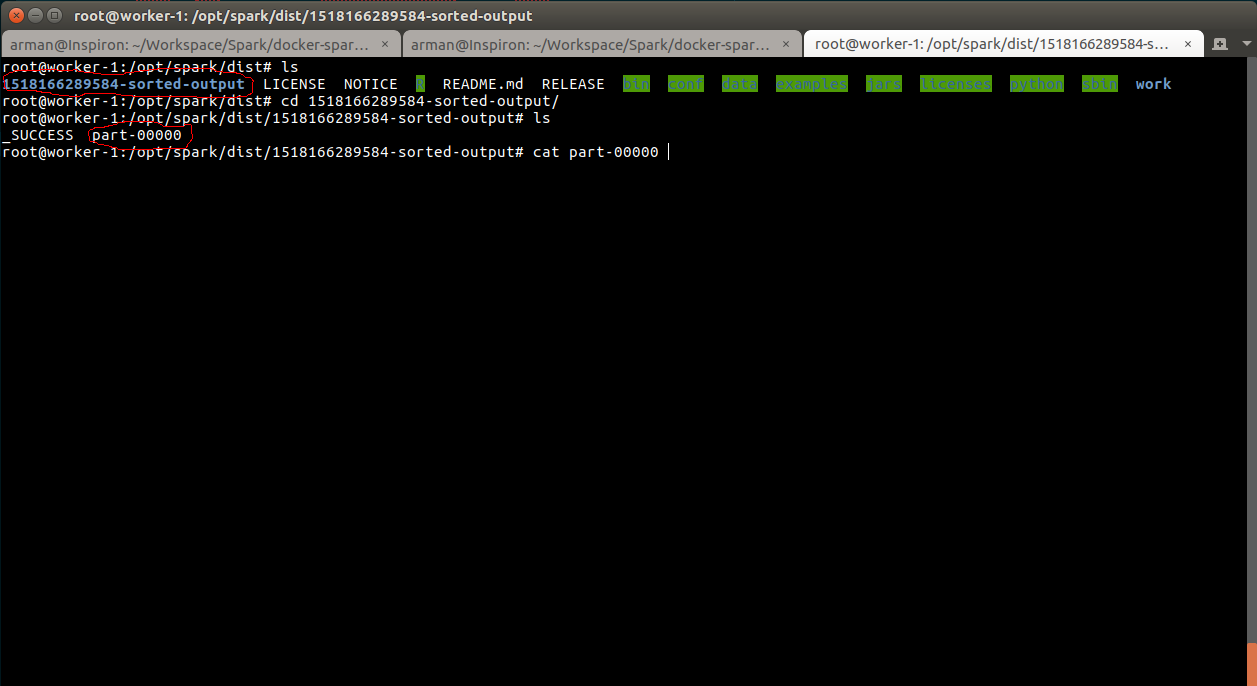 root@worker-1: /opt/spark/dist/1518166289584-sorted-output
arman@Inspiron: ~/Workspace/Spark/docker-spar... × arman@Inspiron: ~/Workspace/Spark/docker-spar... × root@worker-1: /opt/spark/dist/1518166289584-s... ×
root@worker-1:/opt/spark/dist# ls
1518166289584-sorted-output LICENSE NOTICE R README.md RELEASE bin conf data examples jars licenses python sbin work
root@worker-1:/opt/spark/dist# cd 1518166289584-sorted-output/
root@worker-1:/opt/spark/dist/1518166289584-sorted-output# ls
_SUCCESS part-00000
root@worker-1:/opt/spark/dist/1518166289584-sorted-output# cat part-00000